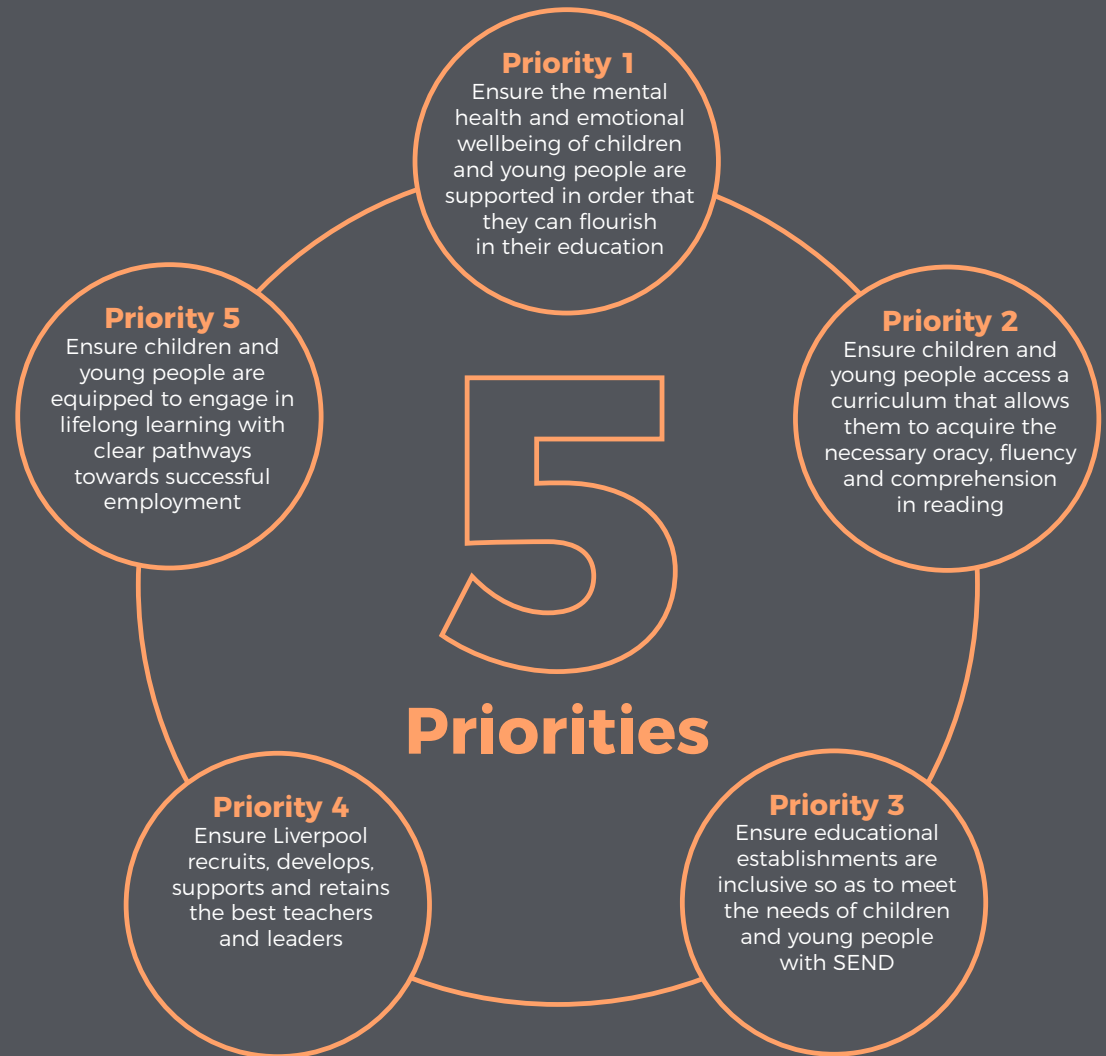 Priority 1
Ensure the mental
health and emotional
wellbeing of children
and young people are
supported in order that
they can flourish
in their education
Priority 2
Ensure children and
young people access a
curriculum that allows
them to acquire the
necessary oracy, fluency
and comprehension
in reading
Priority 3
Ensure educational
establishments are
inclusive so as to meet
the needs of children
and young people
with SEND
Priority 4
Ensure Liverpool
recruits, develops,
supports and retains
the best teachers
and leaders
Priority 5
Ensure children and
young people are
equipped to engage in
lifelong learning with
clear pathways
towards successful
employment
5
Priorities